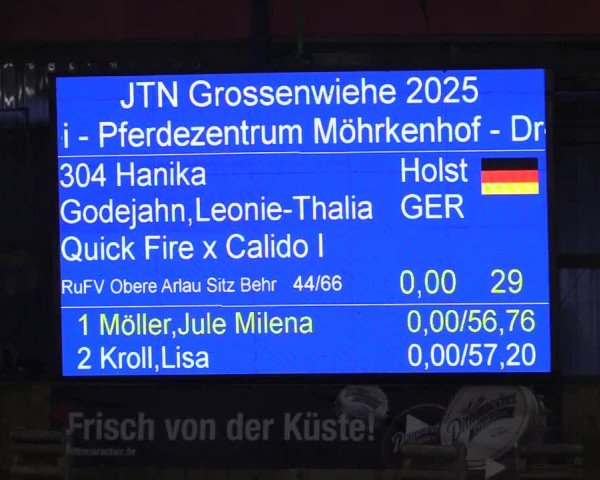 JTN Grossenwiehe 2025
i - Pferdezentrum Möhrkenhof - Dr
304 Hanika Holst
Godejahn,Leonie-Thalia GER
Quick Fire x Calido I
RuFV Obere Arlau Sitz Behr 44/66 0,00 29
1 Möller,Jule Milena 0,00/56,76
2 Kroll,Lisa 0,00/57,20
Frisch von der Küste!